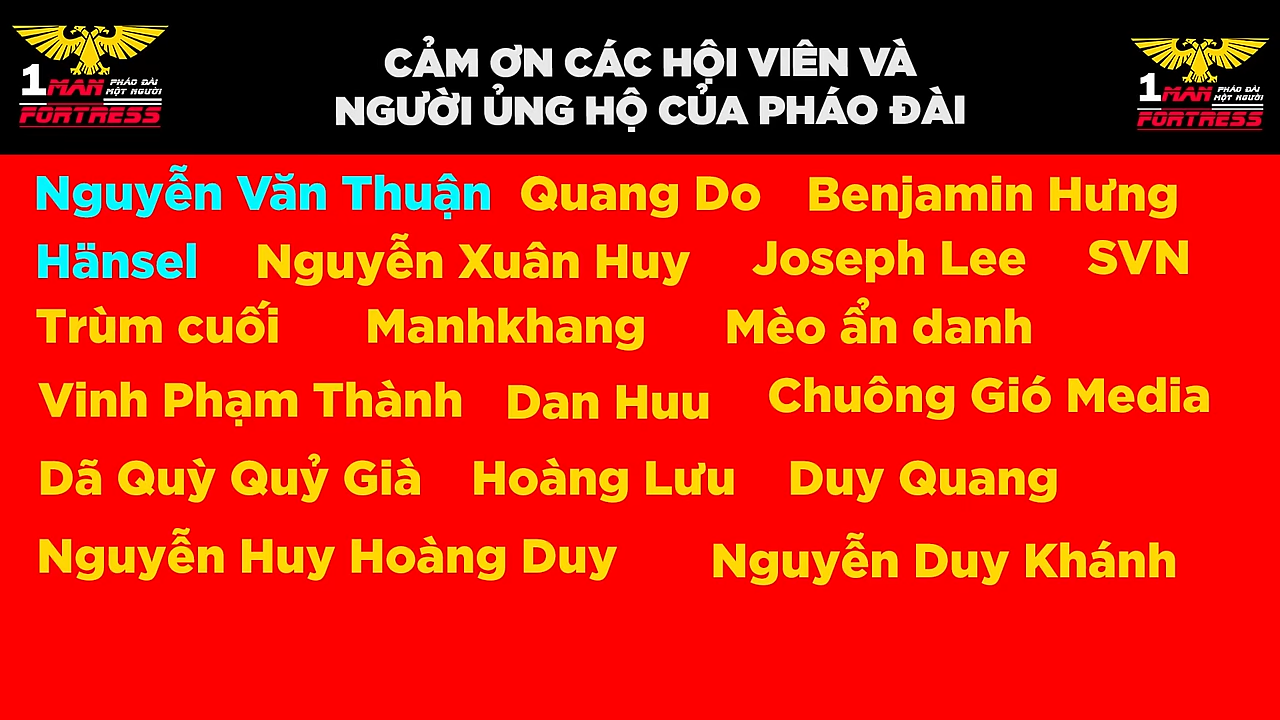 1MAN PHÁO ĐÀI MỘT NGƯỜI
FORTRESS
CẢM ƠN CÁC HỘI VIÊN VÀ
NGƯỜI ỦNG HỘ CỦA PHÁO ĐÀI
1MAN PHÁO ĐÀI MỘT NGƯỜI
FORTRESS
Nguyễn Văn Thuận Quang Do Benjamin Hưng
Hänsel Nguyễn Xuân Huy Joseph Lee SVN
Trùm cuối Manhkhang Mèo ẩn danh
Vinh Phạm Thành Dan Huu Chuông Gió Media
Dã Quỳ Quỷ Già Hoàng Lưu Duy Quang
Nguyễn Huy Hoàng Duy Nguyễn Duy Khánh